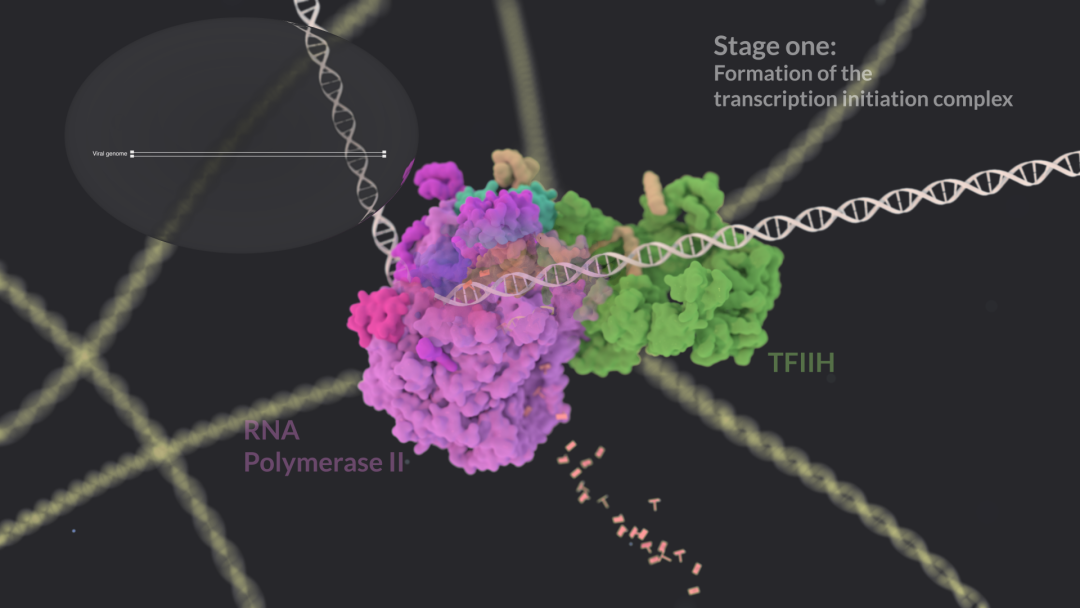 Stage one:
Formation of the
transcription initiation complex
Viral genome
TFIIH
RNA
Polymerase II